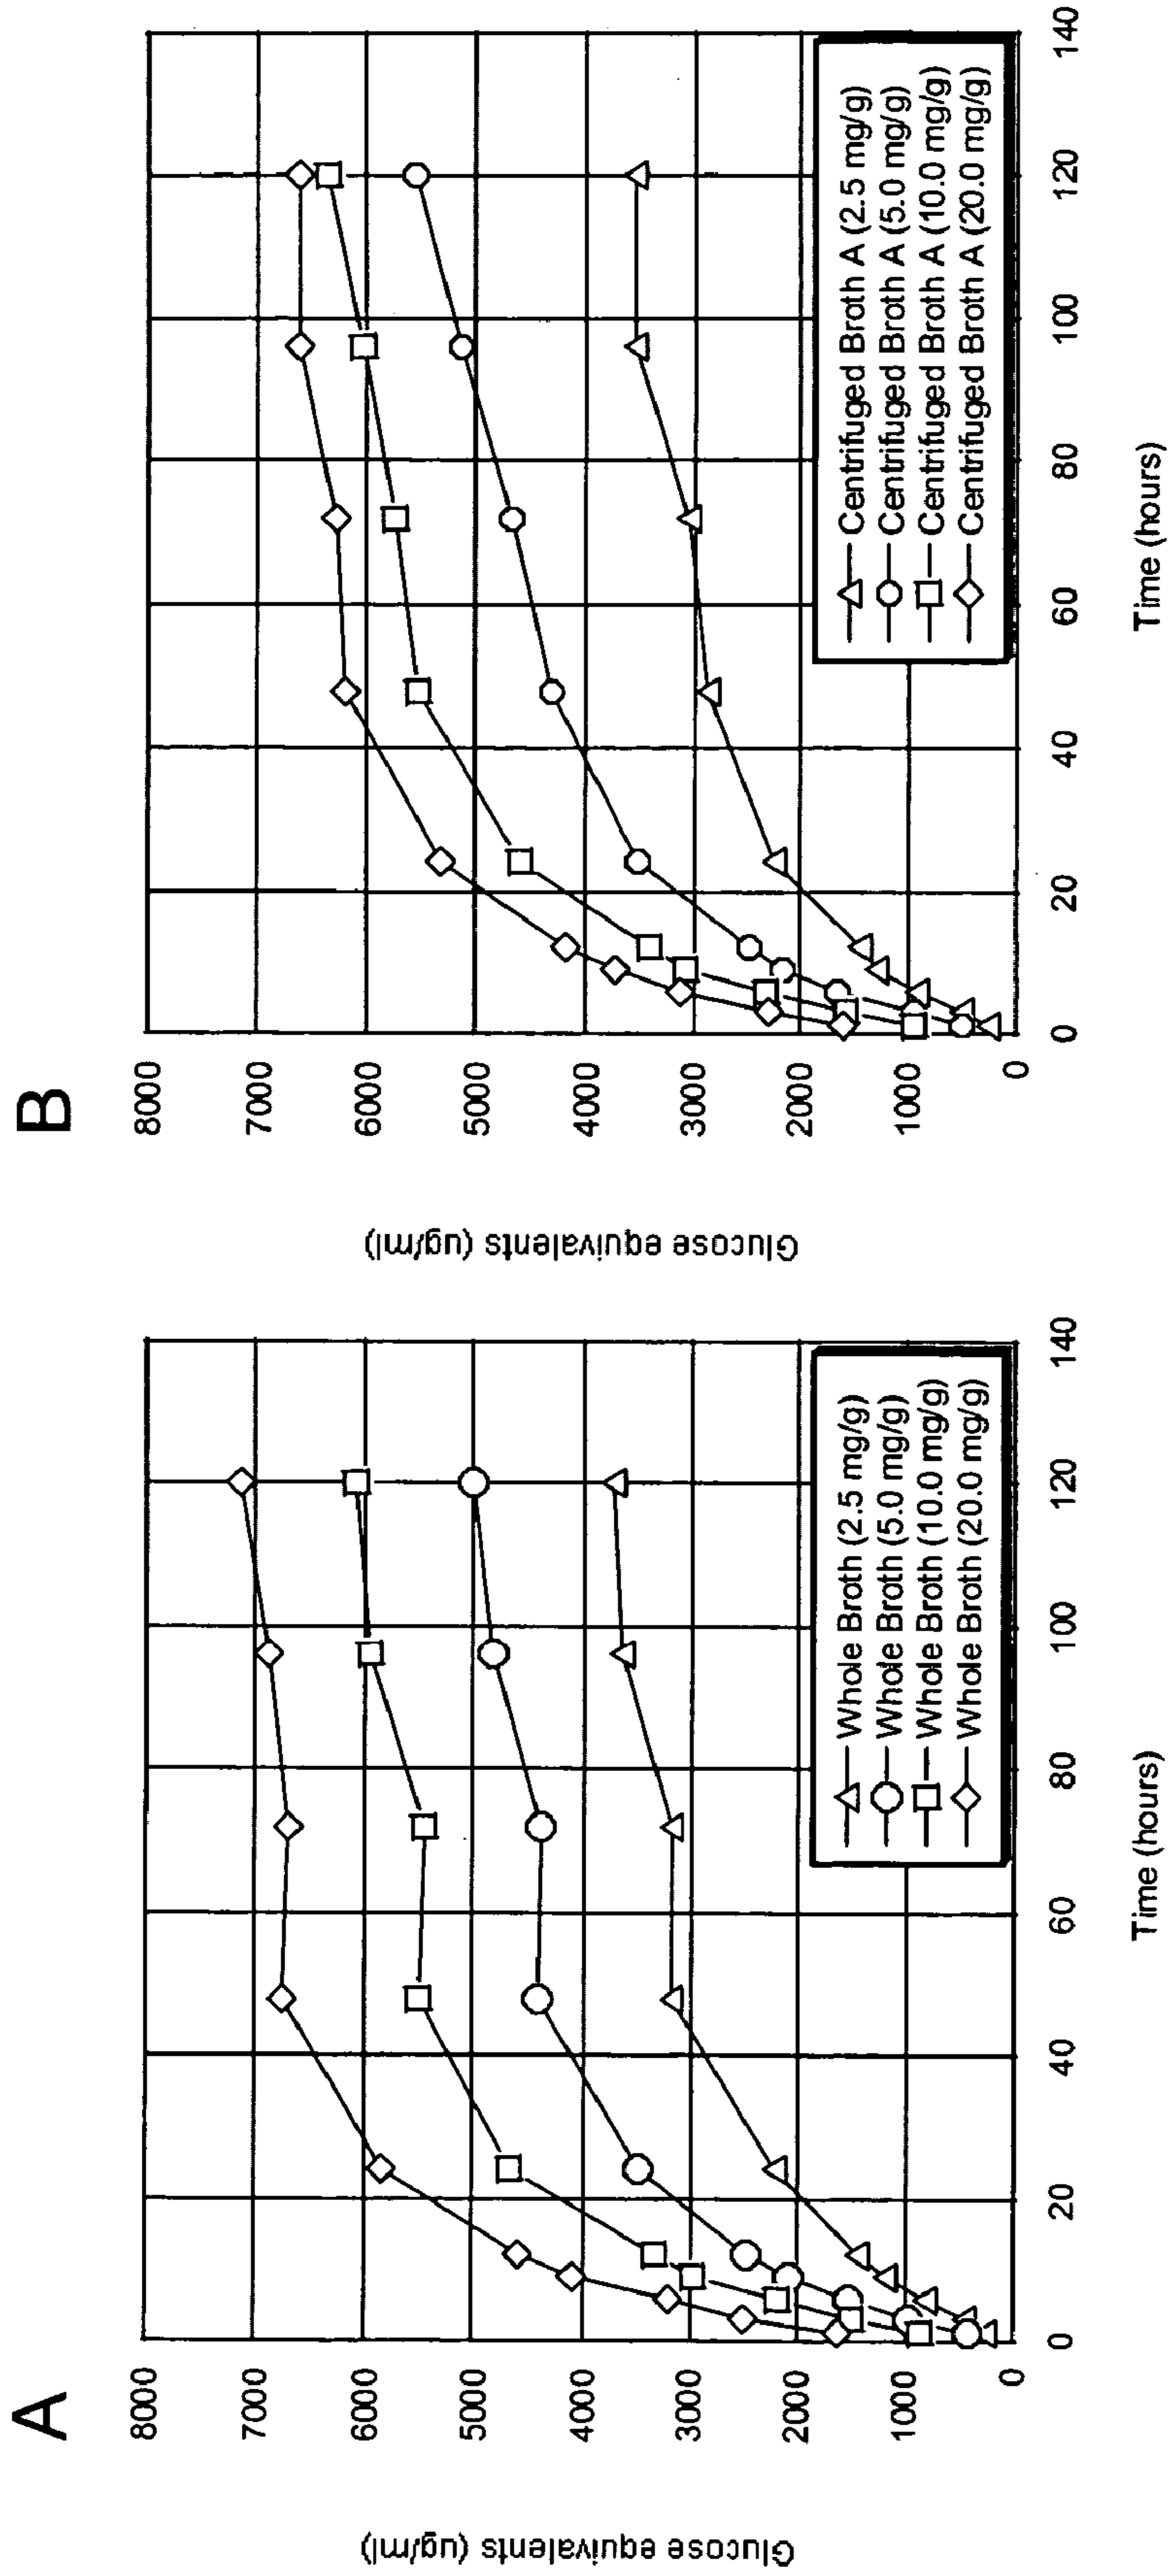 A
Glucose equivalents (ug/ml)
8000
7000
6000
5000
4000
3000
2000
1000
0
0
20
40
60
80
100
120
140
Time (hours)
Whole Broth (2.5 mg/g)
Whole Broth (5.0 mg/g)
Whole Broth (10.0 mg/g)
Whole Broth (20.0 mg/g)
B
Glucose equivalents (ug/ml)
8000
7000
6000
5000
4000
3000
2000
1000
0
0
20
40
60
80
100
120
140
Time (hours)
Centrifuged Broth A (2.5 mg/g)
Centrifuged Broth A (5.0 mg/g)
Centrifuged Broth A (10.0 mg/g)
Centrifuged Broth A (20.0 mg/g)